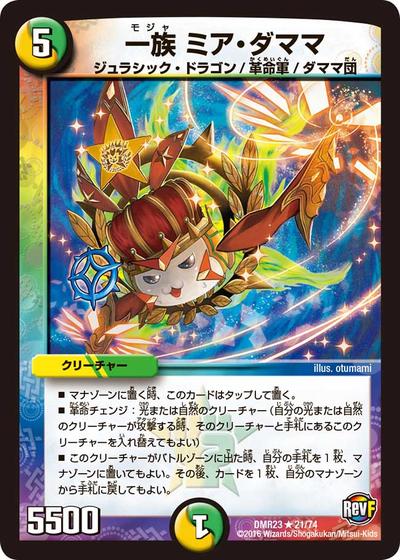 5
モジャ
一族 ミア・ダママ
ジュラシック・ドラゴン / 革命軍 / ダママ団
クリーチャー
illus. otumami
■ マナゾーンに置く時、このカードはタップして置く。
■ 革命チェンジ：光または自然のクリーチャー（自分の光または自然
のクリーチャーが攻撃する時、そのクリーチャーと手札にあるこのク
リーチャーを入れ替えてもよい）
■ このクリーチャーがバトルゾーンに出た時、自分の手札を1枚、マ
ナゾーンに置いてもよい。その後、カードを1枚、自分のマナゾーン
から手札に戻してもよい。
R
RevF
5500
1
DMR23 ★ 21/74
©2016 Wizards/Shogakukan/Mitsui-Kids